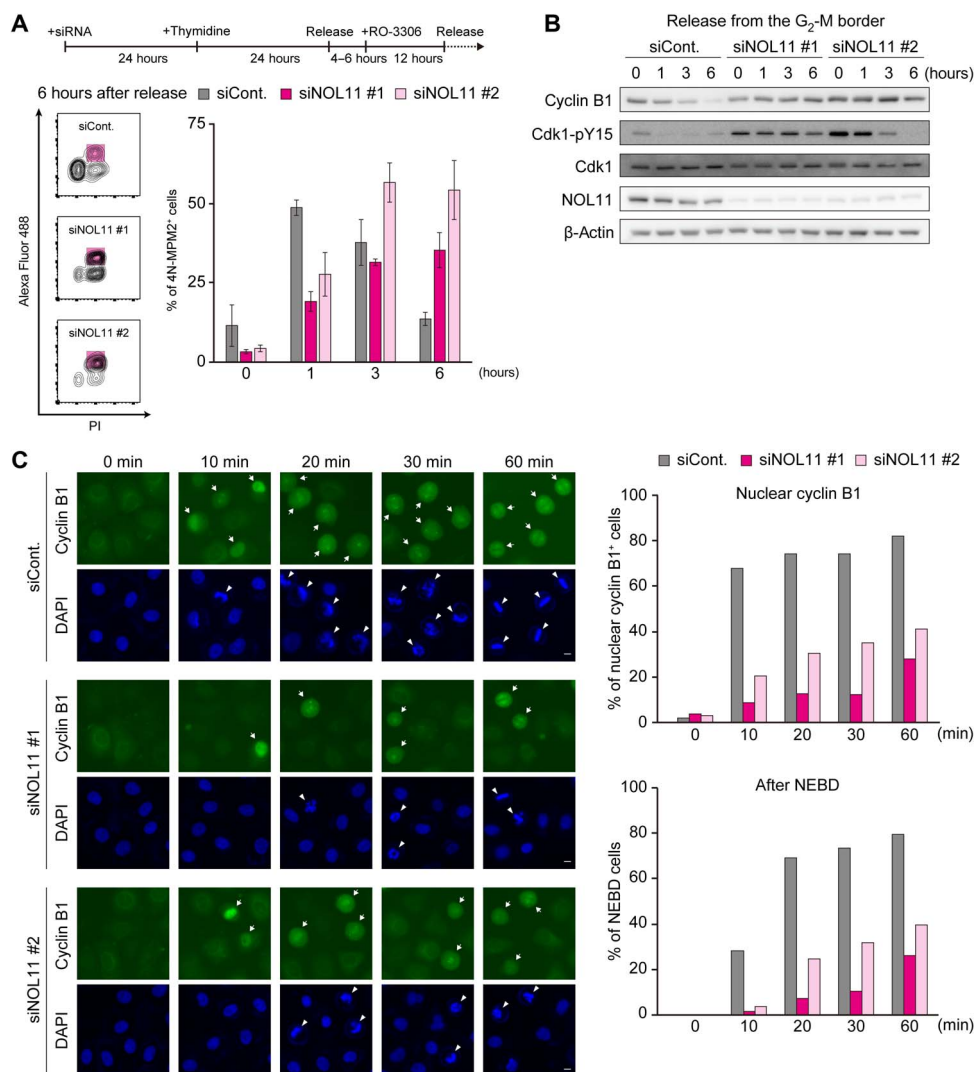 A
+siRNA +Thymidine Release +RO-3306 Release
24 hours 24 hours 4–6 hours 12 hours
6 hours after release siCont. siNOL11 #1 siNOL11 #2
siCont.
siNOL11 #1
siNOL11 #2
Alexa Fluor 488
PI
% of 4N-MPM2+ cells
75
50
25
0
0 1 3 6 (hours)
B
Release from the G2-M border
siCont. siNOL11 #1 siNOL11 #2
0 1 3 6 0 1 3 6 0 1 3 6 (hours)
Cyclin B1
Cdk1-pY15
Cdk1
NOL11
β-Actin
C
0 min 10 min 20 min 30 min 60 min
siCont.
Cyclin B1
DAPI
siNOL11 #1
Cyclin B1
DAPI
siNOL11 #2
Cyclin B1
DAPI
siCont. siNOL11 #1 siNOL11 #2
Nuclear cyclin B1
% of nuclear cyclin B1+ cells
100
80
60
40
20
0
0 10 20 30 60 (min)
After NEBD
% of NEBD cells
100
80
60
40
20
0
0 10 20 30 60 (min)